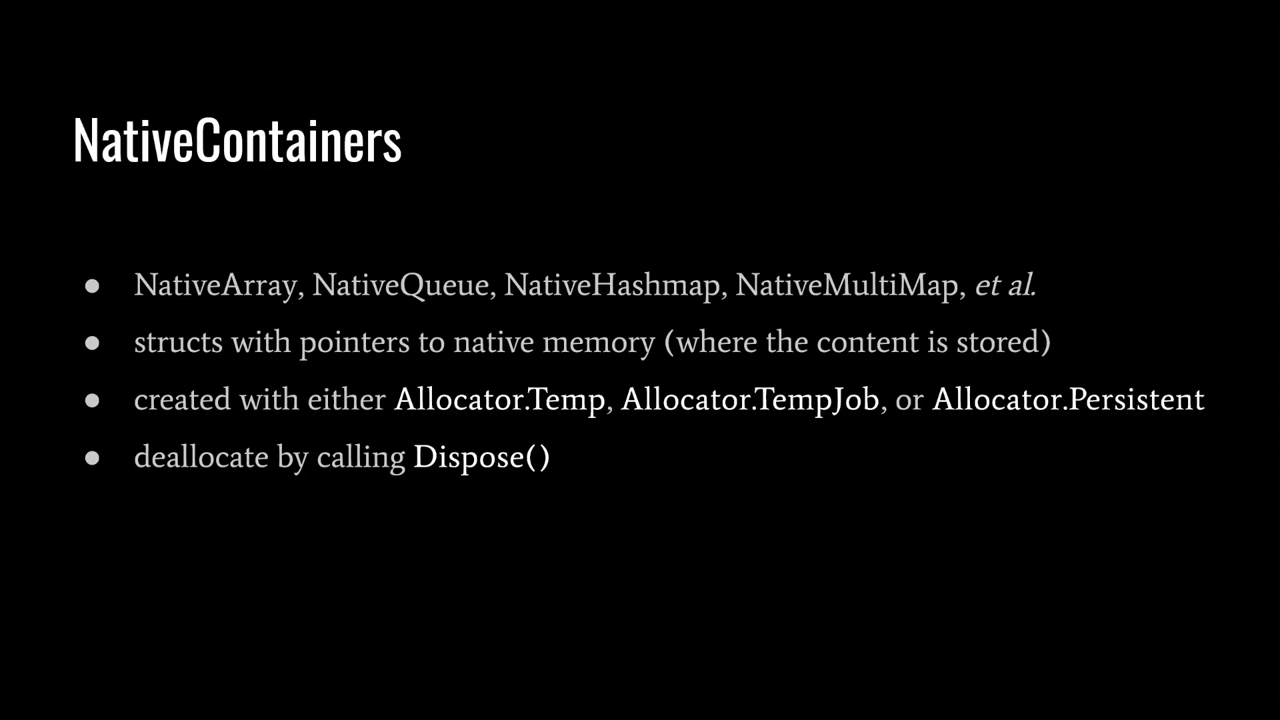 NativeContainers
● NativeArray, NativeQueue, NativeHashmap, NativeMultiMap, et al.
● structs with pointers to native memory (where the content is stored)
● created with either Allocator.Temp, Allocator.TempJob, or Allocator.Persistent
● deallocate by calling Dispose()